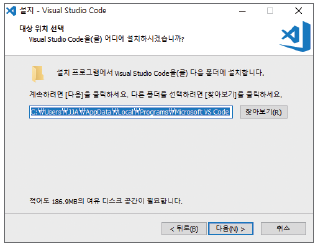 설치 - Visual Studio Code
대상 위치 선택
Visual Studio Code을(를) 어디에 설치하시겠습니까?
설치 프로그램에서 Visual Studio Code을(를) 다음 폴더에 설치합니다.
계속하려면 [다음]을 클릭하세요. 다른 폴더를 선택하려면 [찾아보기]를 클릭하세요.
C:₩Users₩JJA₩AppData₩Local₩Programs₩Microsoft VS Code
찾아보기(R)
적어도 186.9MB의 여유 디스크 공간이 필요합니다.
< 뒤로(B)
다음(N) >
취소